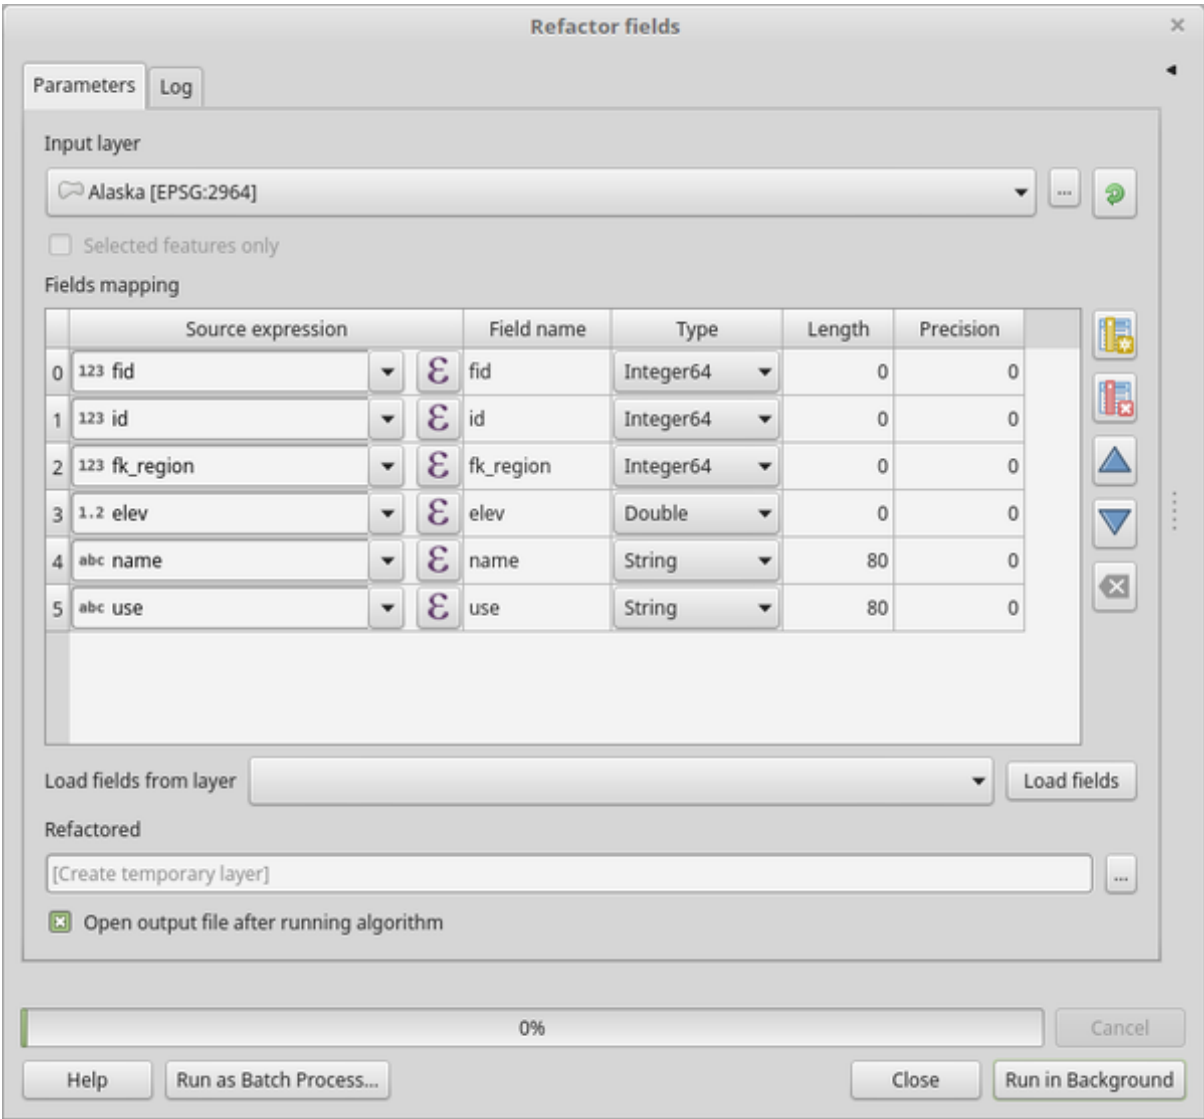 Refactor fields
Parameters Log
Input layer
Alaska [EPSG:2964] ...
Selected features only
Fields mapping
Source expression Field name Type Length Precision
0 123 fid ε fid Integer64 0 0
1 123 id ε id Integer64 0 0
2 123 fk_region ε fk_region Integer64 0 0
3 1.2 elev ε elev Double 0 0
4 abc name ε name String 80 0
5 abc use ε use String 80 0
Load fields from layer Load fields
Refactored
[Create temporary layer] ...
Open output file after running algorithm
0% Cancel
Help Run as Batch Process... Close Run in Background